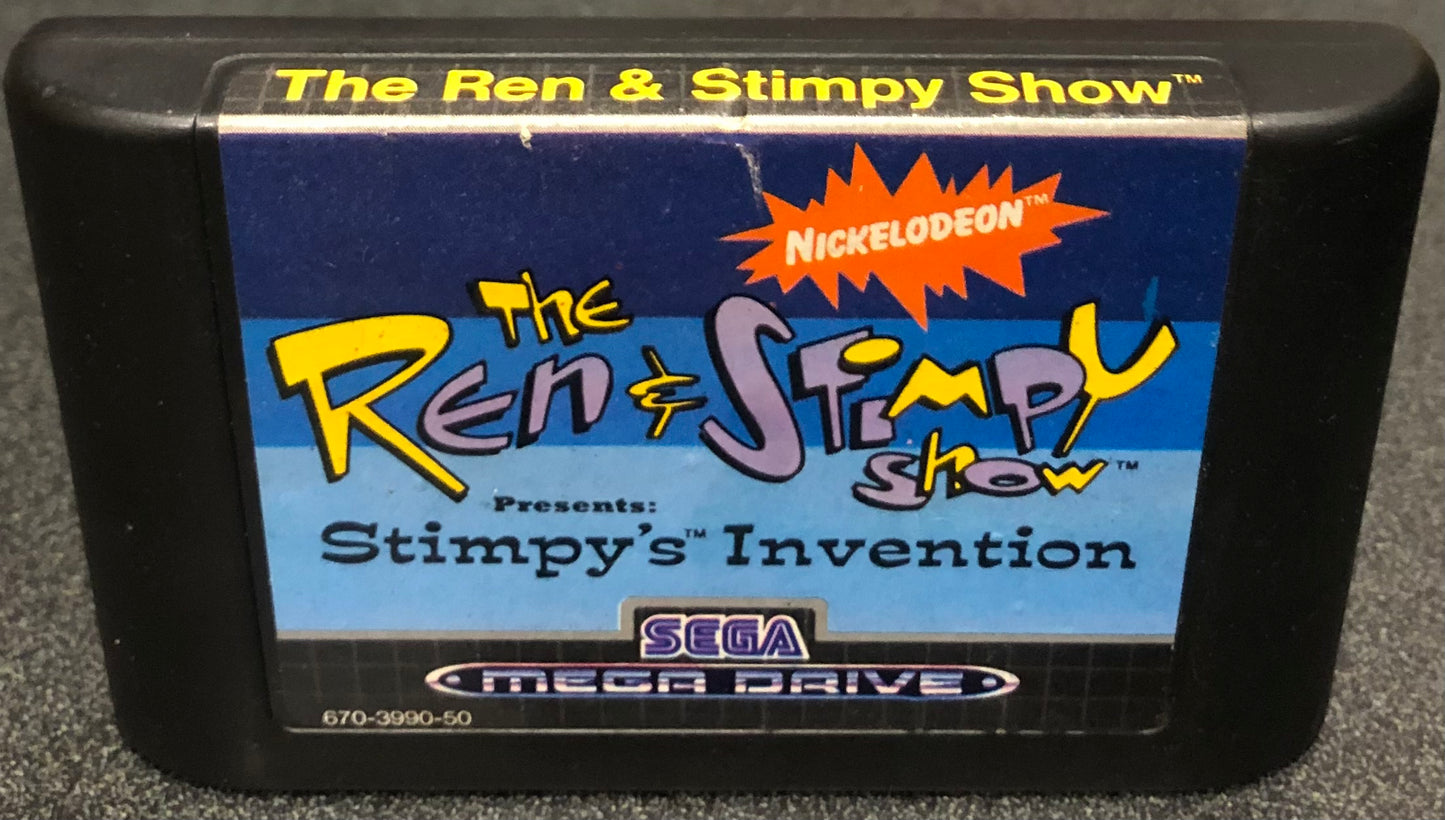 The Ren & Stimpy Show™
NICKELODEON™
The
Ren & Stimpy
Show™
Presents:
Stimpy's™ Invention
SEGA
MEGA DRIVE
670-3990-50